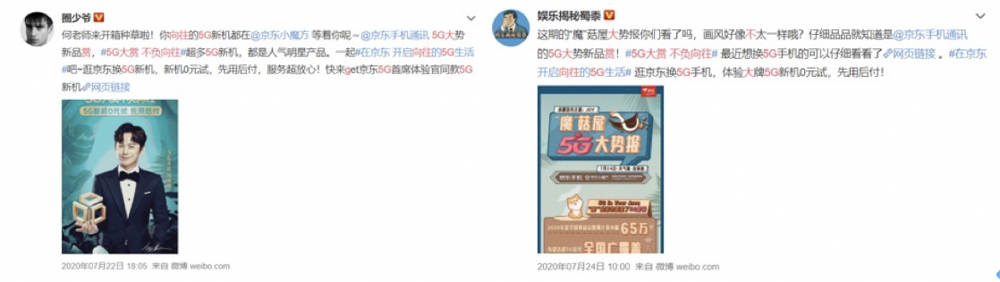 圈少爷
何老师来开箱种草啦！你向往的5G新机都在@京东小魔方 等着你呢～@京东手机通讯 5G大势
新品赏，#5G大赏 不负向往#超多5G新机，都是人气明星产品。一起#在京东 开启向往的5G生活
#吧~逛京东换5G新机，新机0元试，先用后付，服务超放心！快来get京东5G首席体验官同款5G
新机网页链接
5G新机0元试 先用后付
2020年07月22日 18:05 来自 微博 weibo.com
娱乐揭秘蜀黍
这期的“魔”菇屋大势报你们看了吗，画风好像不太一样哦？仔细品品就知道是@京东手机通讯
的5G大势新品赏！#5G大赏 不负向往# 最近想换5G手机的可以仔细看看了网页链接 。#在京东
开启向往的5G生活# 逛京东换5G手机，体验大牌5G新机0元试，先用后付！
“魔”菇屋
5G大势报
5G In Your Area
65万
全国广覆盖
2020年07月24日 10:00 来自 微博 weibo.com